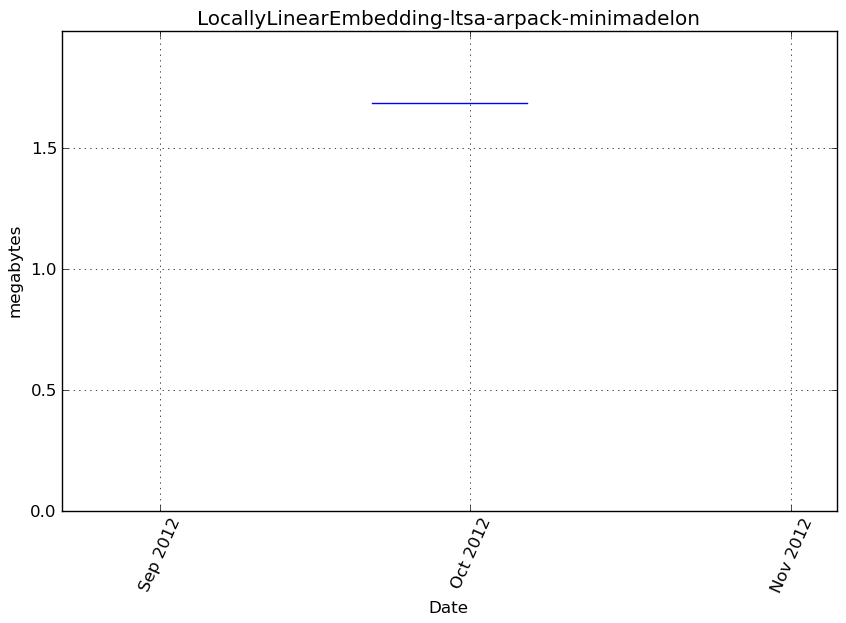 LocallyLinearEmbedding-ltsa-arpack-minimadelon
megabytes
1.5
1.0
0.5
0.0
Sep 2012
Oct 2012
Nov 2012
Date